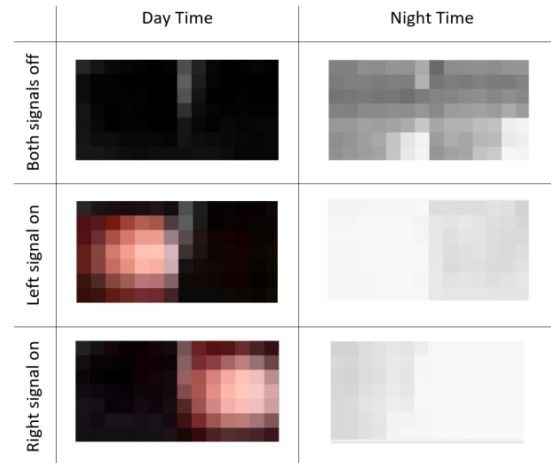 Day Time
Night Time
Both signals off
Left signal on
Right signal on